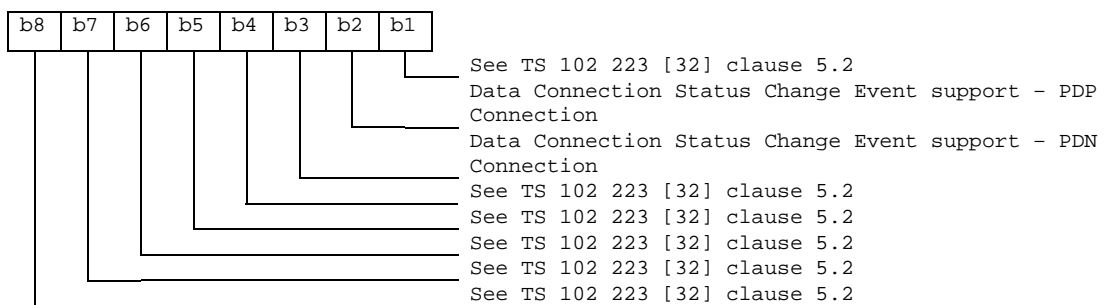 b8 b7 b6 b5 b4 b3 b2 b1
See TS 102 223 [32] clause 5.2
Data Connection Status Change Event support – PDP
Connection
Data Connection Status Change Event support – PDN
Connection
See TS 102 223 [32] clause 5.2
See TS 102 223 [32] clause 5.2
See TS 102 223 [32] clause 5.2
See TS 102 223 [32] clause 5.2
See TS 102 223 [32] clause 5.2